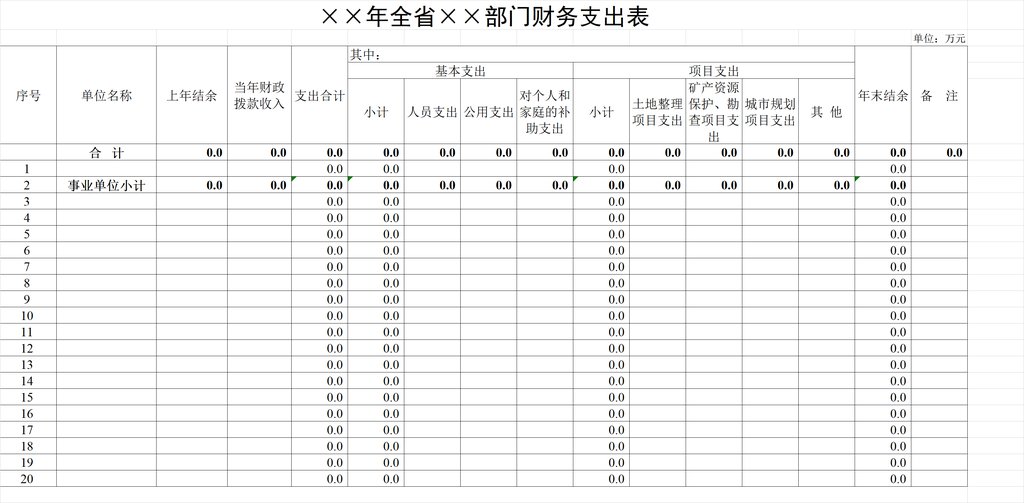 ××年全省××部门财务支出表
单位：万元
序号 单位名称 上年结余 当年财政拨款收入 支出合计 其中： 年末结余 备 注
基本支出 项目支出
小计 人员支出 公用支出 对个人和家庭的补助支出 小计 土地整理项目支出 矿产资源保护、勘查项目支出 城市规划项目支出 其 他
合 计 0.0 0.0 0.0 0.0 0.0 0.0 0.0 0.0 0.0 0.0 0.0 0.0 0.0 0.0
1 0.0 0.0 0.0 0.0
2 事业单位小计 0.0 0.0 0.0 0.0 0.0 0.0 0.0 0.0 0.0 0.0 0.0 0.0 0.0
3 0.0 0.0 0.0 0.0
4 0.0 0.0 0.0 0.0
5 0.0 0.0 0.0 0.0
6 0.0 0.0 0.0 0.0
7 0.0 0.0 0.0 0.0
8 0.0 0.0 0.0 0.0
9 0.0 0.0 0.0 0.0
10 0.0 0.0 0.0 0.0
11 0.0 0.0 0.0 0.0
12 0.0 0.0 0.0 0.0
13 0.0 0.0 0.0 0.0
14 0.0 0.0 0.0 0.0
15 0.0 0.0 0.0 0.0
16 0.0 0.0 0.0 0.0
17 0.0 0.0 0.0 0.0
18 0.0 0.0 0.0 0.0
19 0.0 0.0 0.0 0.0
20 0.0 0.0 0.0 0.0